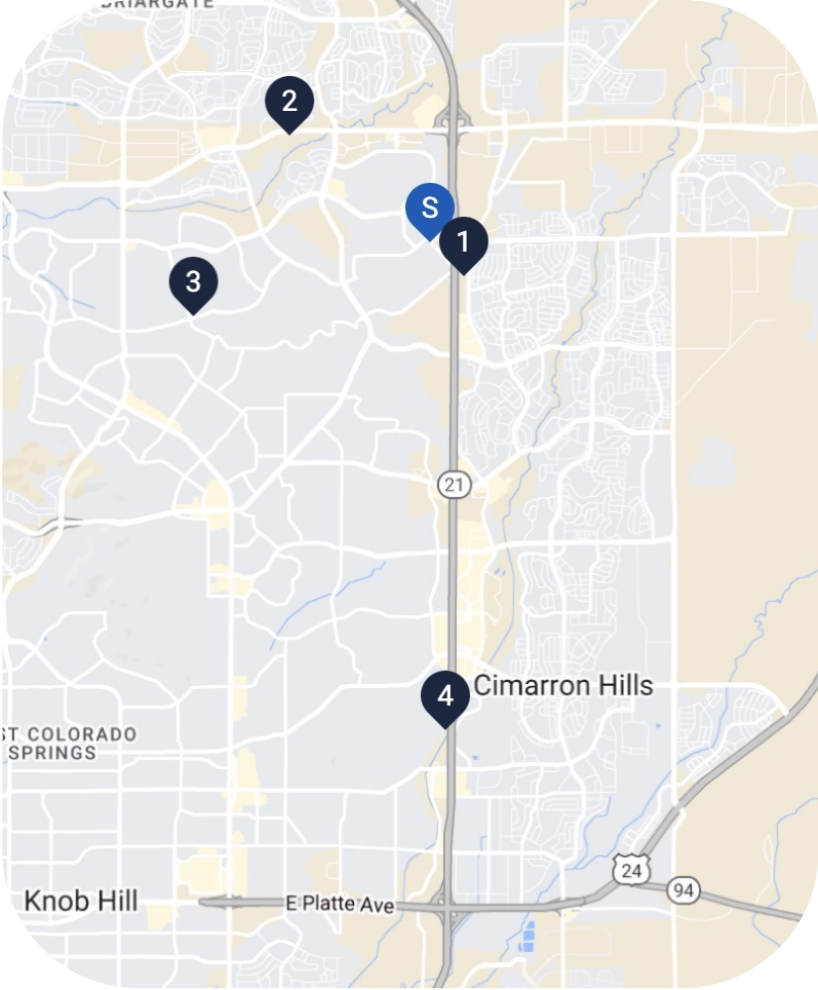 BRIARGATE
2
S
1
3
21
4
Cimarron Hills
ST COLORADO
SPRINGS
24
94
Knob Hill
E Platte Ave